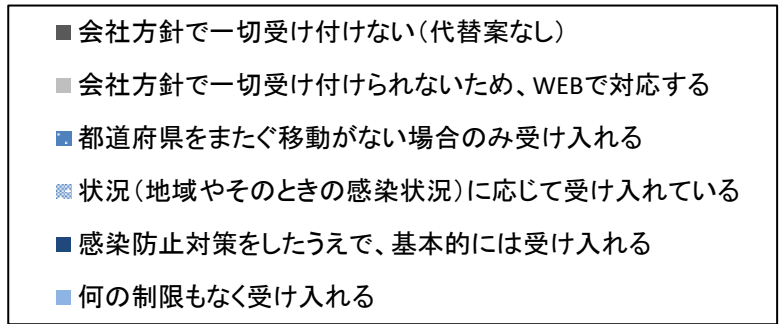 会社方針で一切受け付けない（代替案なし）
会社方針で一切受け付けられないため、WEBで対応する
都道府県をまたぐ移動がない場合のみ受け入れる
状況（地域やそのときの感染状況）に応じて受け入れている
感染防止対策をしたうえで、基本的には受け入れる
何の制限もなく受け入れる